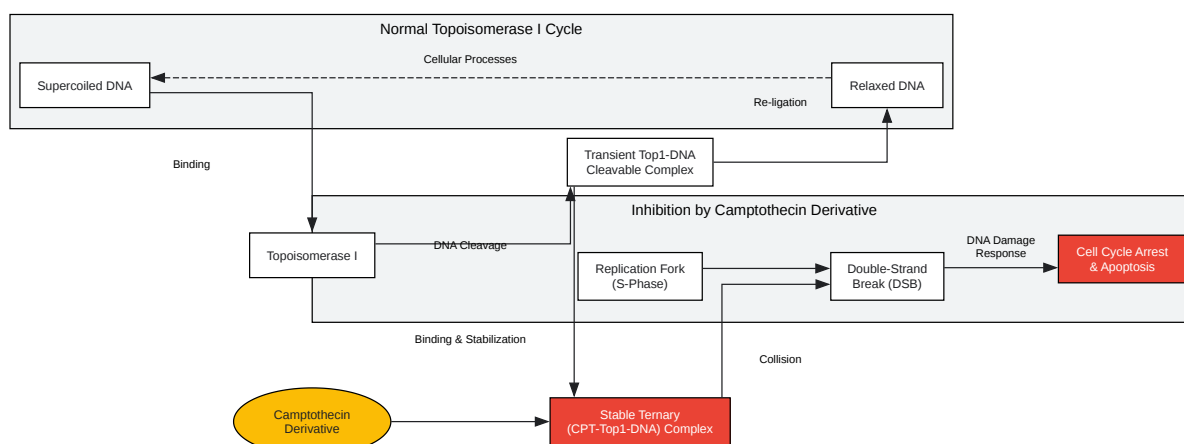 Normal Topoisomerase I Cycle
Cellular Processes
Supercoiled DNA
Relaxed DNA
Re-ligation
Binding
Transient Top1-DNA
Cleavable Complex
Inhibition by Camptothecin Derivative
Topoisomerase I
DNA Cleavage
Replication Fork
(S-Phase)
Double-Strand
Break (DSB)
DNA Damage
Response
Cell Cycle Arrest
& Apoptosis
Binding & Stabilization
Collision
Camptothecin
Derivative
Stable Ternary
(CPT-Top1-DNA) Complex